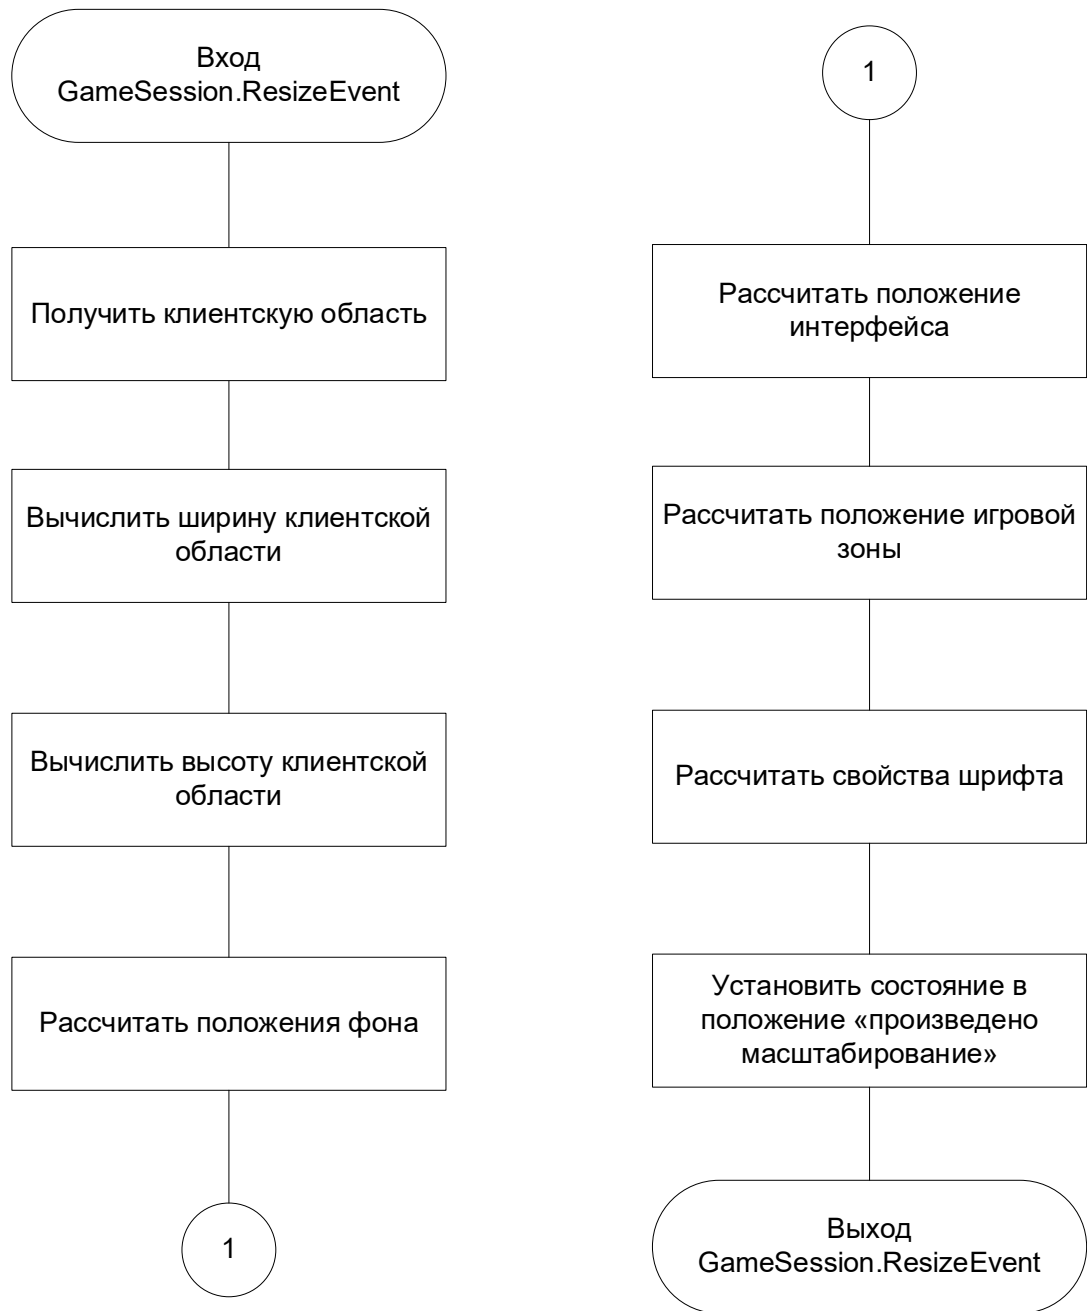 Вход
GameSession.ResizeEvent
Получить клиентскую область
Вычислить ширину клиентской
области
Вычислить высоту клиентской
области
Рассчитать положения фона
1
1
Рассчитать положение
интерфейса
Рассчитать положение игровой
зоны
Рассчитать свойства шрифта
Установить состояние в
положение «произведено
масштабирование»
Выход
GameSession.ResizeEvent